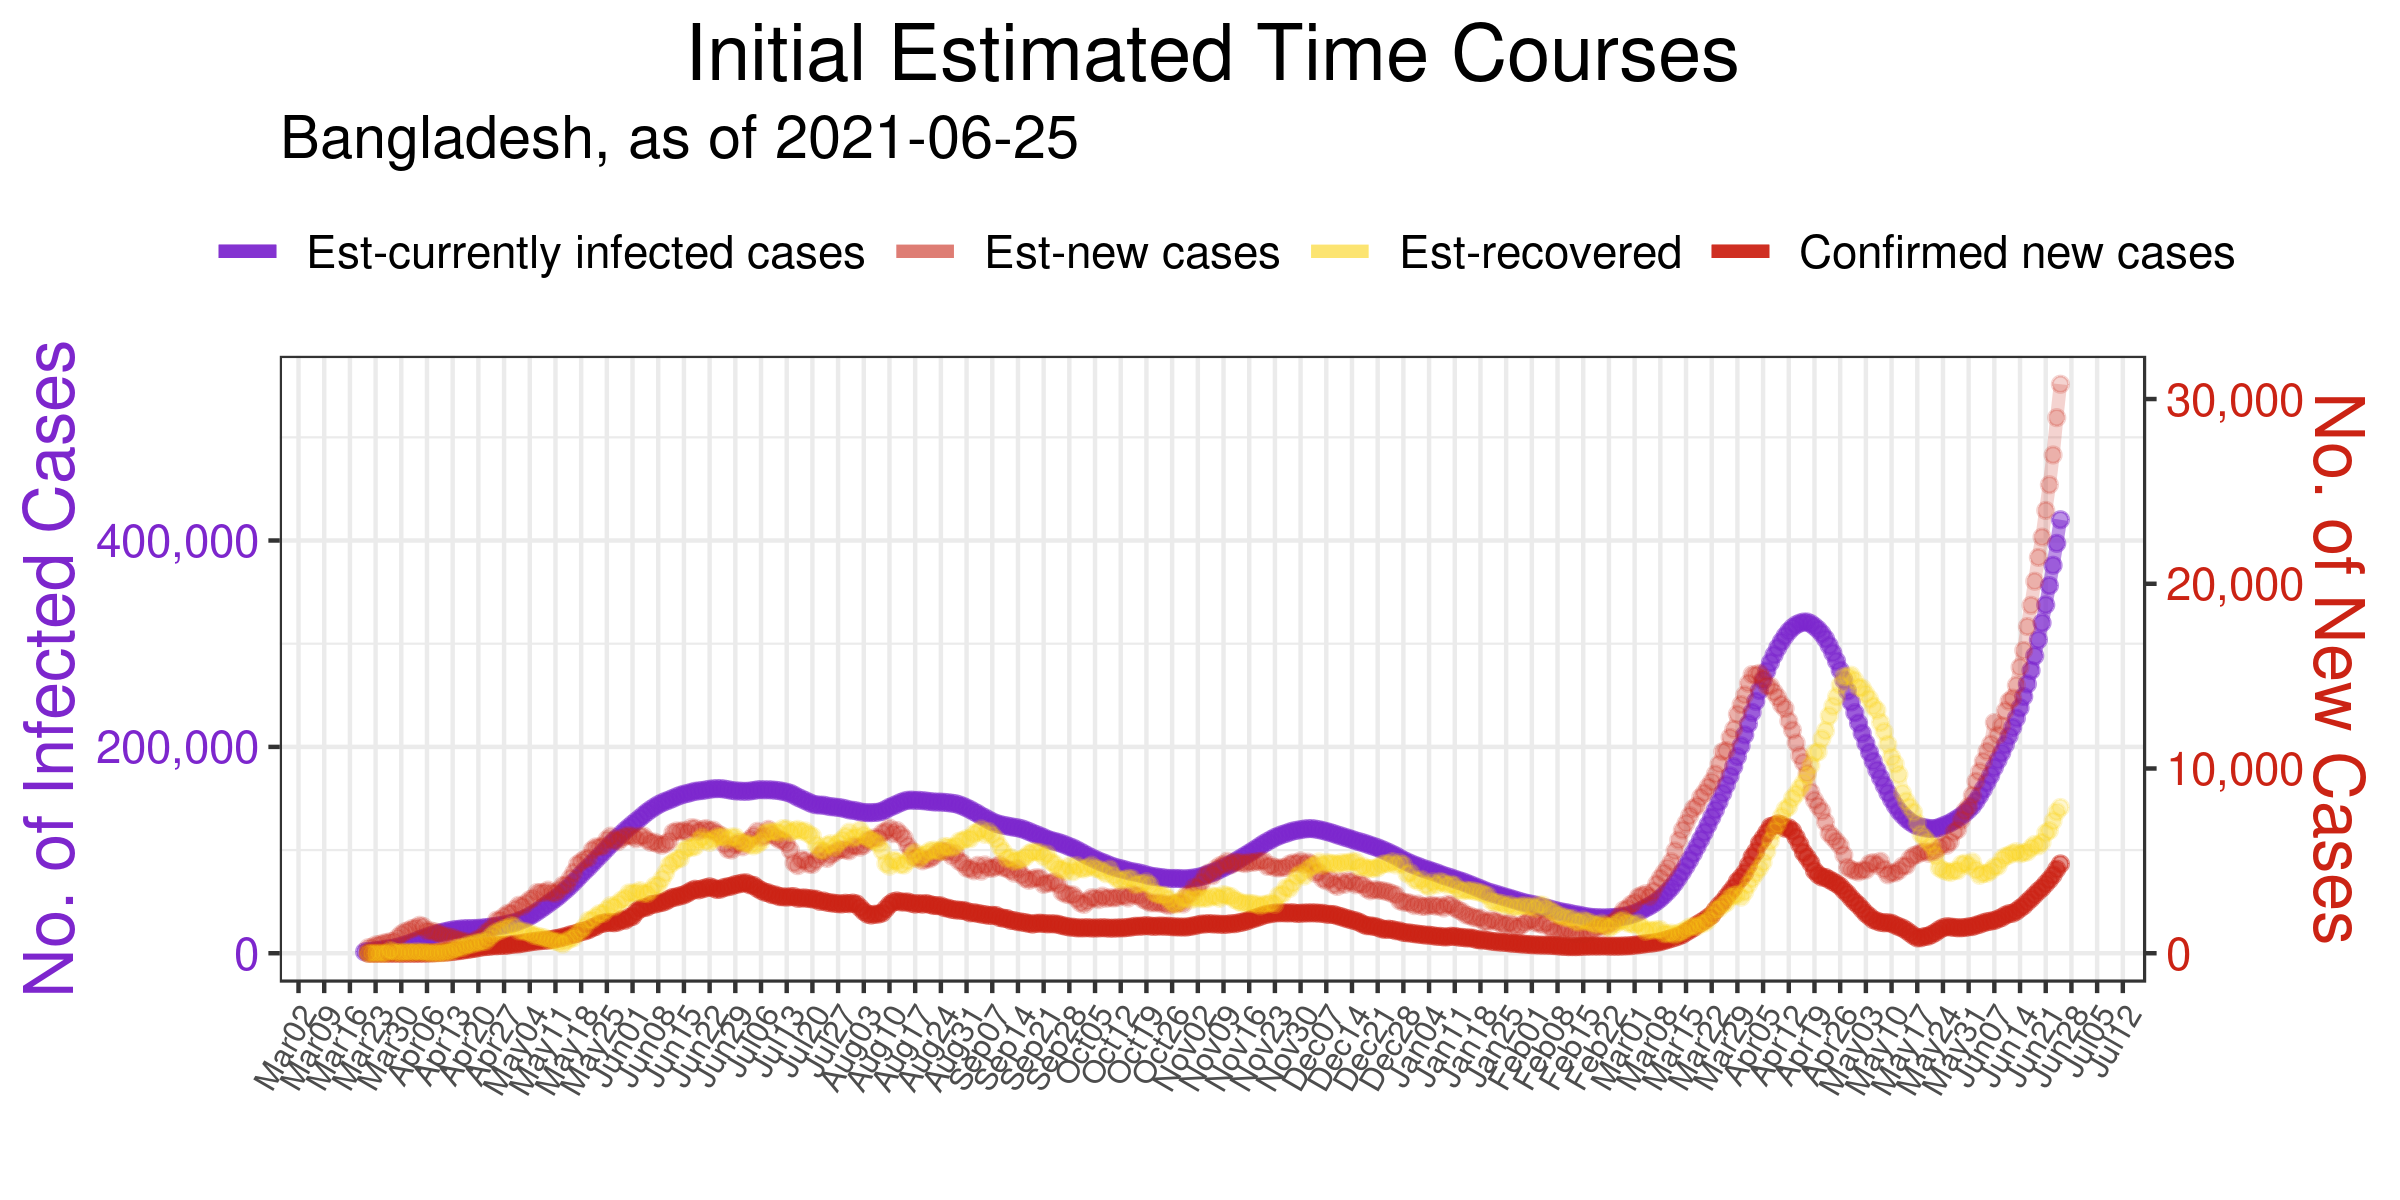 Initial Estimated Time Courses
Bangladesh, as of 2021-06-25
Est-currently infected cases Est-new cases Est-recovered Confirmed new cases
No. of Infected Cases
400,000
200,000
0
30,000
20,000
10,000
0
No. of New Cases
Mar02 Mar09 Mar16 Mar23 Mar30 Apr06 Apr13 Apr20 Apr27 May04 May11 May18 May25 Jun01 Jun08 Jun15 Jun22 Jun29 Jul06 Jul13 Jul20 Jul27 Aug03 Aug10 Aug17 Aug24 Aug31 Sep07 Sep14 Sep21 Sep28 Oct05 Oct12 Oct19 Oct26 Nov02 Nov09 Nov16 Nov23 Nov30 Dec07 Dec14 Dec21 Dec28 Jan04 Jan11 Jan18 Jan25 Feb01 Feb08 Feb15 Feb22 Mar01 Mar08 Mar15 Mar22 Mar29 Apr05 Apr12 Apr19 Apr26 May03 May10 May17 May24 May31 Jun07 Jun14 Jun21 Jun28 Jul05 Jul12